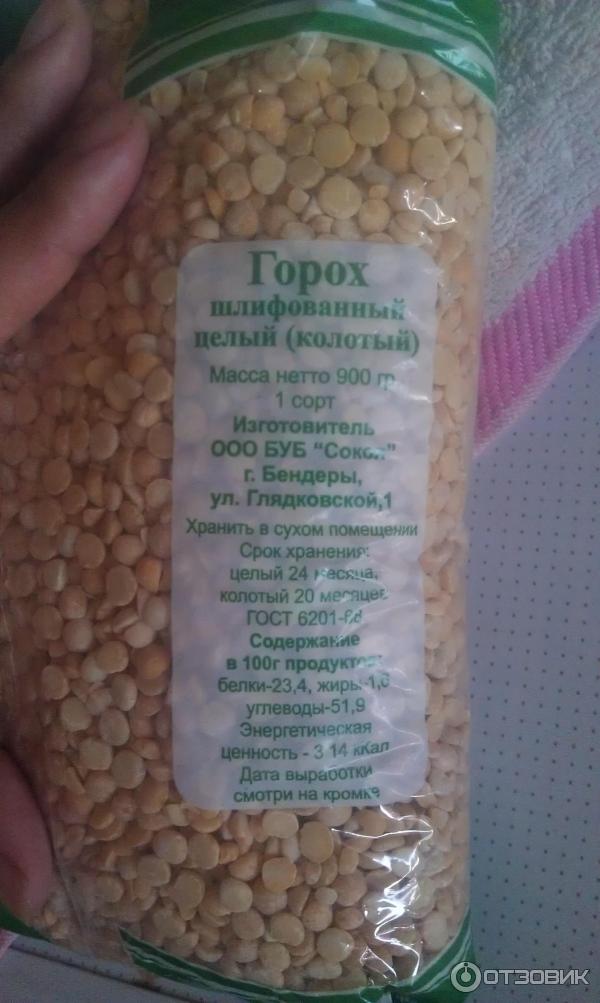 Горох
шлифованный
целый (колотый)
Масса нетто 900 гр
1 сорт
Изготовитель
ООО БУБ "Сокол"
г. Бендеры,
ул. Глядковской,1
Хранить в сухом помещении
Срок хранения:
целый 24 месяца,
колотый 20 месяцев
ГОСТ 6201-68
Содержание
в 100г продуктов:
белки-23,4, жиры-1,6
углеводы-51,9
Энергетическая
ценность - 314 кКал
Дата выработки
смотри на кромке
ОТЗОВИК